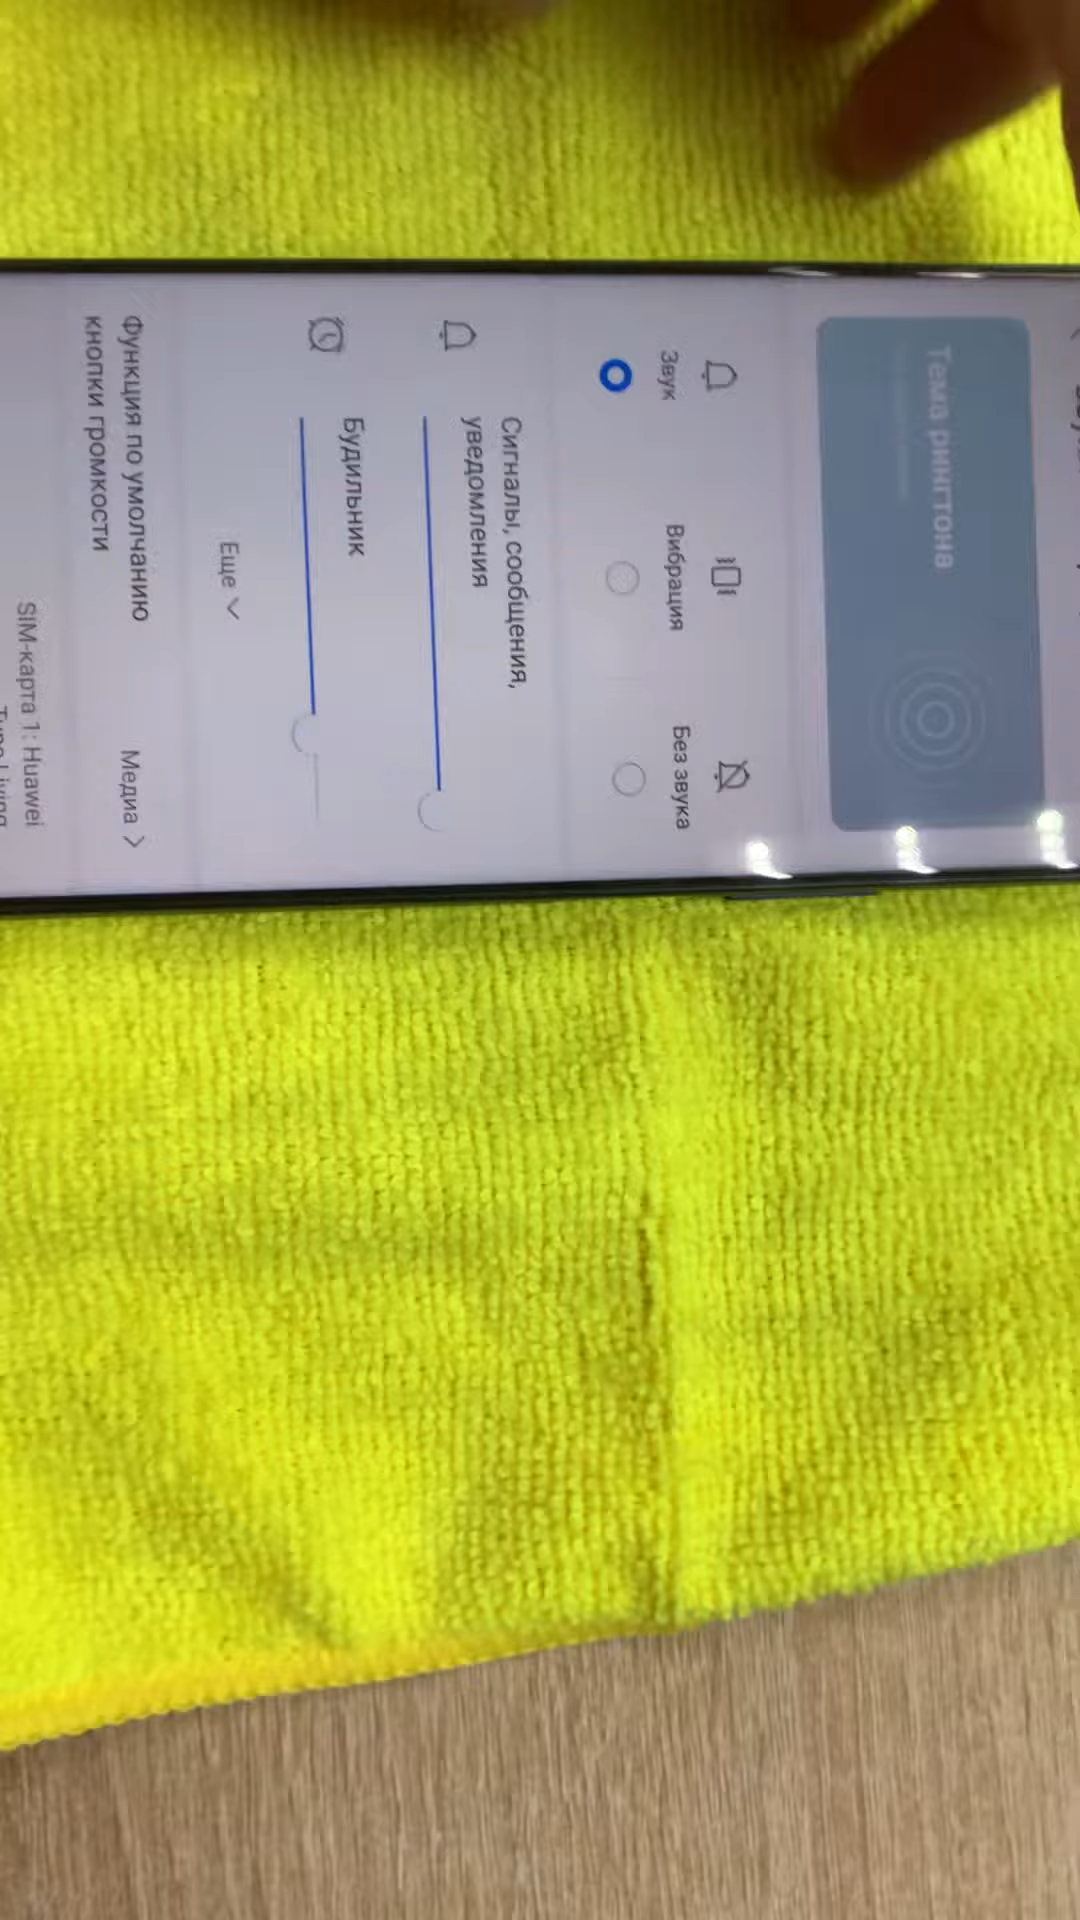 Тема рингтона
Звук
Вибрация
Без звука
Сигналы, сообщения,
уведомления
Будильник
Еще
Функция по умолчанию
кнопки громкости
Медиа
SIM-карта 1: Huawei